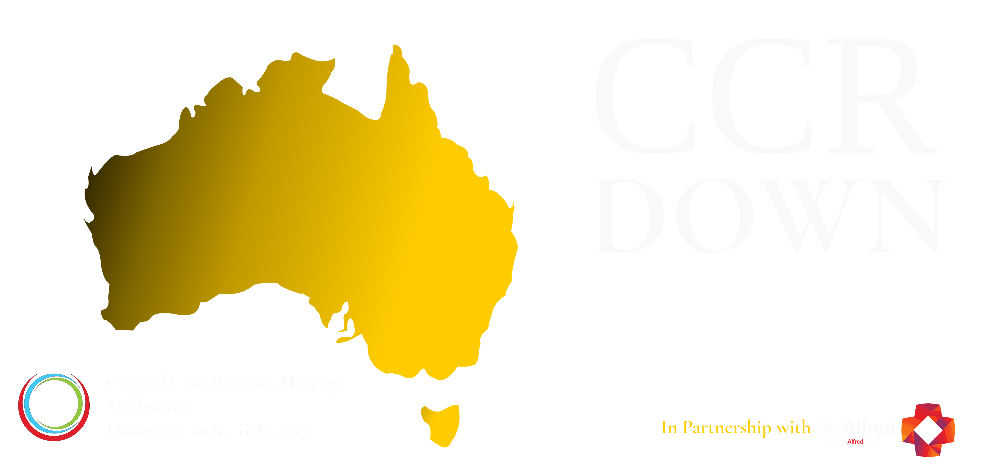 CCR
DOWN
Critical Care Reviews Meeting
Melbourne
December 10th - 11th, 2024
In Partnership with theAlfred
Alfred